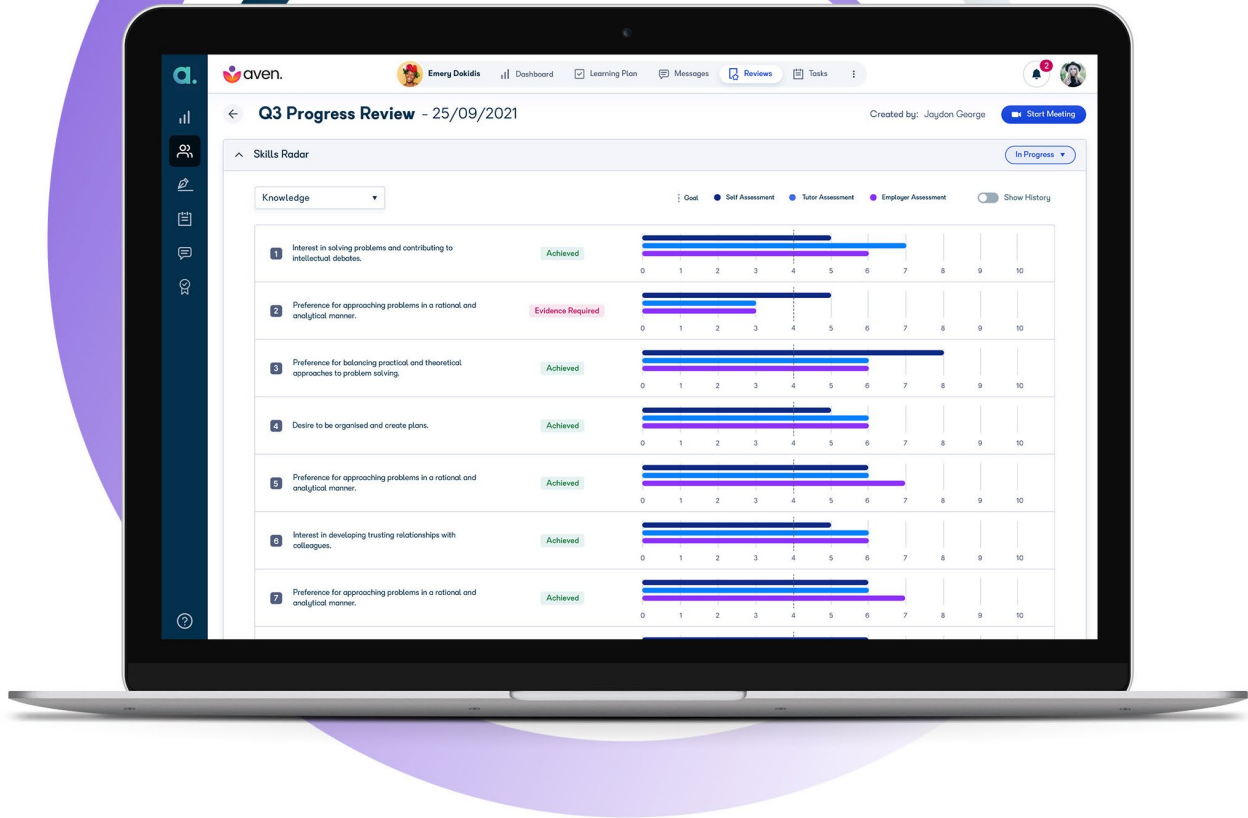 a.
aven.
Emery Dokidis
Dashboard
Learning Plan
Messages
Reviews
Tasks
2
Q3 Progress Review - 25/09/2021
Created by: Jaydon George
Start Meeting
Skills Radar
In Progress
Knowledge
Goal
Self Assessment
Tutor Assessment
Employer Assessment
Show History
1
Interest in solving problems and contributing to
intellectual debates.
Achieved
0 1 2 3 4 5 6 7 8 9 10
2
Preference for approaching problems in a rational and
analytical manner.
Evidence Required
0 1 2 3 4 5 6 7 8 9 10
3
Preference for balancing practical and theoretical
approaches to problem solving.
Achieved
0 1 2 3 4 5 6 7 8 9 10
4
Desire to be organised and create plans.
Achieved
0 1 2 3 4 5 6 7 8 9 10
5
Preference for approaching problems in a rational and
analytical manner.
Achieved
0 1 2 3 4 5 6 7 8 9 10
6
Interest in developing trusting relationships with
colleagues.
Achieved
0 1 2 3 4 5 6 7 8 9 10
7
Preference for approaching problems in a rational and
analytical manner.
Achieved
0 1 2 3 4 5 6 7 8 9 10
?